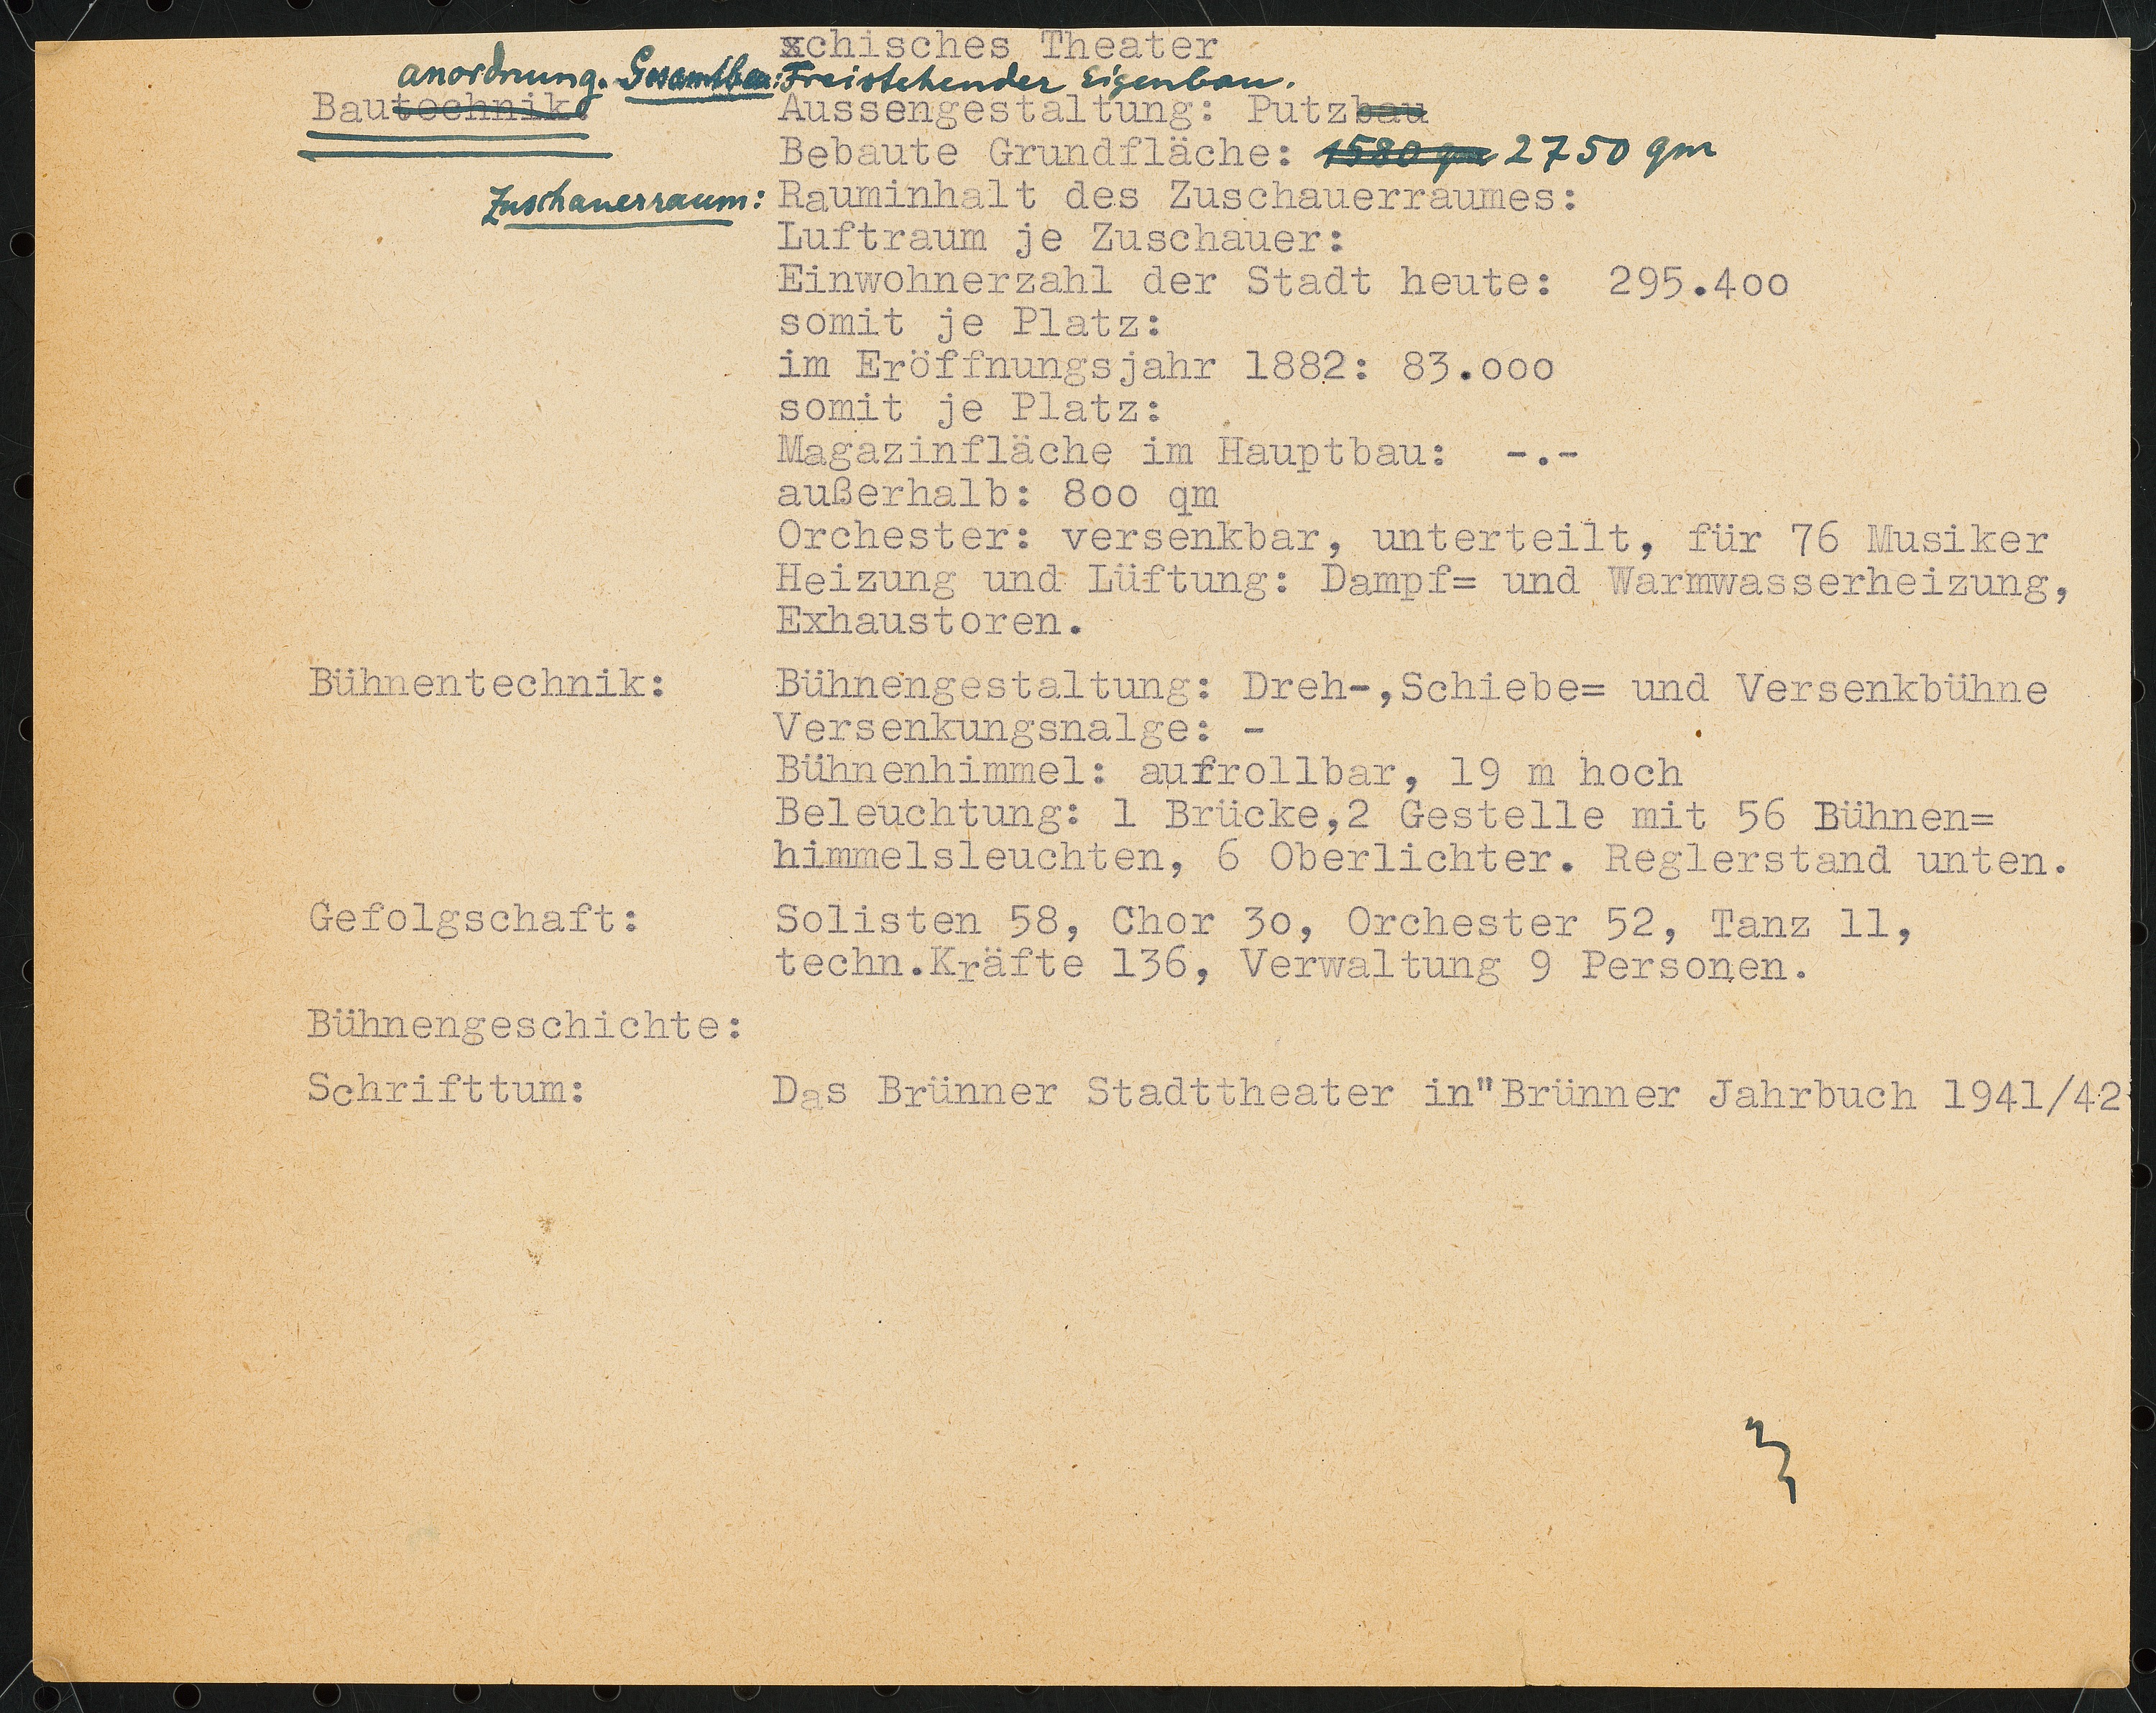 xchisches Theater
anordnung. Gesamtbau: Freistehender Eigenbau.
Bautechnik: Aussengestaltung: Putzbau
Bebaute Grundfläche: 1580 qm 2750 qm
Zuschauerraum: Rauminhalt des Zuschauerraumes:
Luftraum je Zuschauer:
Einwohnerzahl der Stadt heute: 295.400
somit je Platz:
im Eröffnungsjahr 1882: 83.000
somit je Platz:
Magazinfläche im Hauptbau: -.-
außerhalb: 800 qm
Orchester: versenkbar, unterteilt, für 76 Musiker
Heizung und Lüftung: Dampf= und Warmwasserheizung,
Exhaustoren.
Bühnentechnik: Bühnengestaltung: Dreh-,Schiebe= und Versenkbühne
Versenkungsnalge: -
Bühnenhimmel: aufrollbar, 19 m hoch
Beleuchtung: 1 Brücke,2 Gestelle mit 56 Bühnen=
himmelsleuchten, 6 Oberlichter. Reglerstand unten.
Gefolgschaft: Solisten 58, Chor 30, Orchester 52, Tanz 11,
techn.Kräfte 136, Verwaltung 9 Personen.
Bühnengeschichte:
Schrifttum: Das Brünner Stadttheater in"Brünner Jahrbuch 1941/42